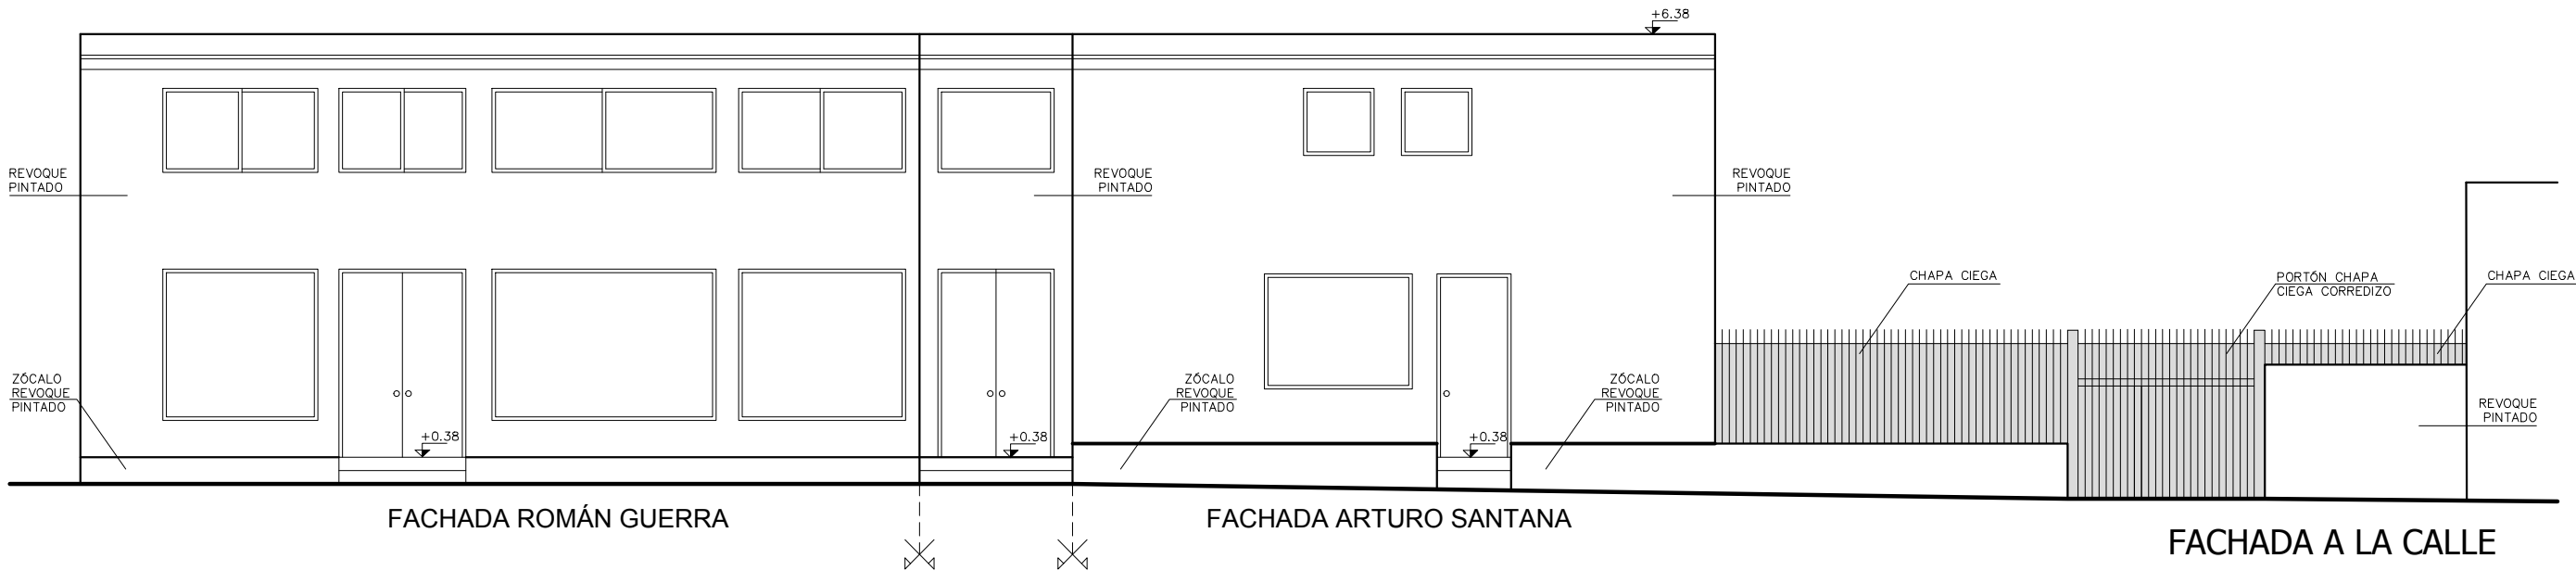 +6.38
REVOQUE
PINTADO
REVOQUE
PINTADO
REVOQUE
PINTADO
CHAPA CIEGA
PORTÓN CHAPA
CIEGA CORREDIZO
CHAPA CIEGA
ZÓCALO
REVOQUE
PINTADO
+0.38
+0.38
ZÓCALO
REVOQUE
PINTADO
+0.38
ZÓCALO
REVOQUE
PINTADO
REVOQUE
PINTADO
FACHADA ROMÁN GUERRA
FACHADA ARTURO SANTANA
FACHADA A LA CALLE